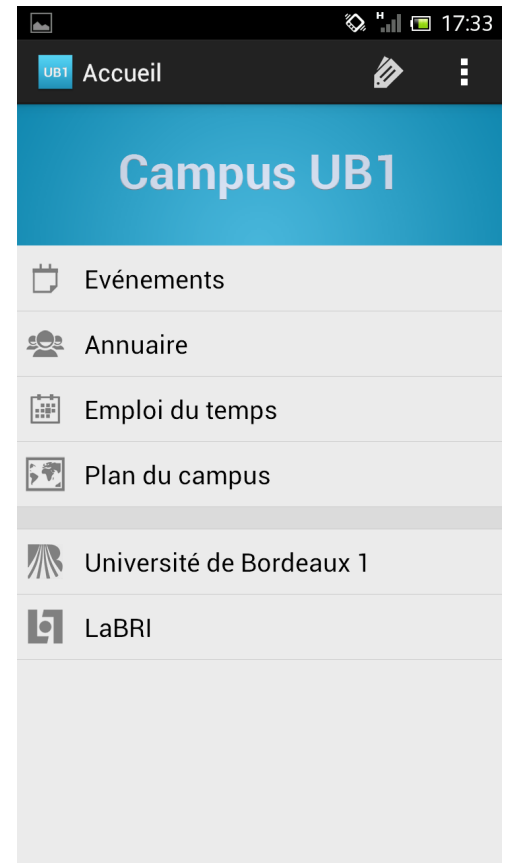 H 17:33
UB1 Accueil
Campus UB1
Evénements
Annuaire
Emploi du temps
Plan du campus
Université de Bordeaux 1
LaBRI